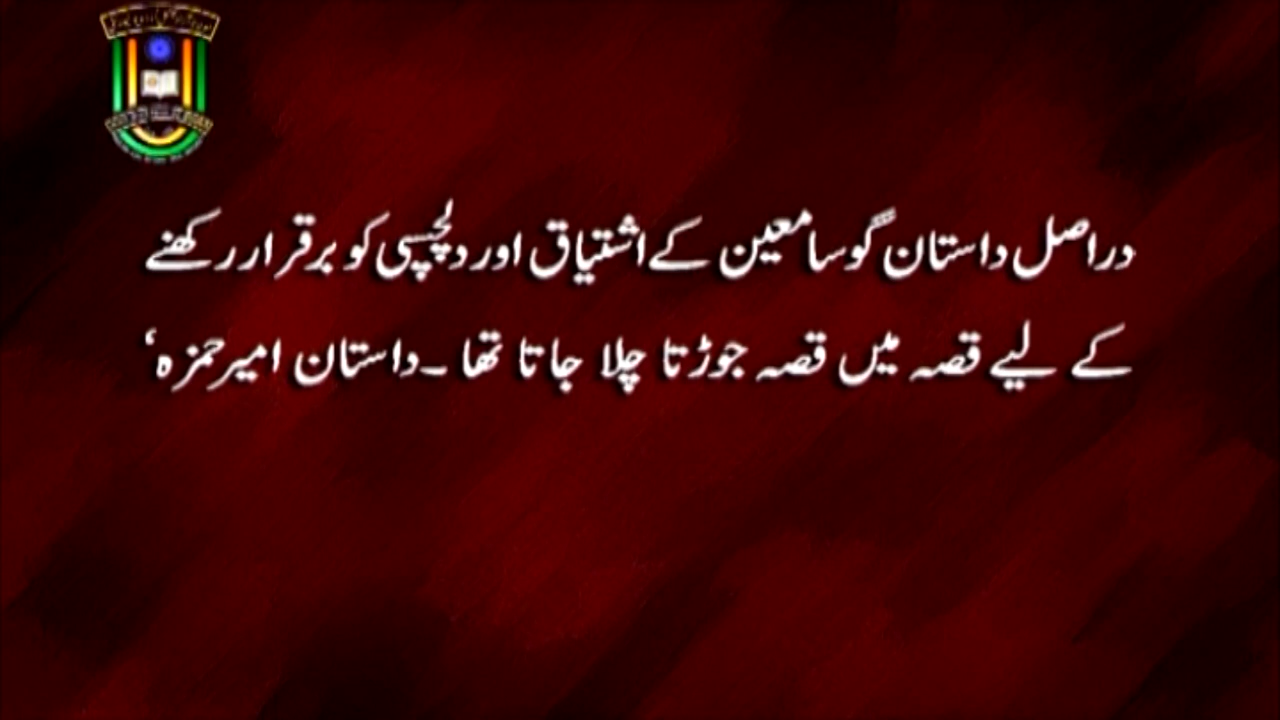 دراصل داستان گو سامعین کے اشتیاق اور دلچسپی کو برقرار رکھنے
کے لیے قصہ میں قصہ جوڑتا چلا جاتا تھا ۔داستان امیر حمزہ‘